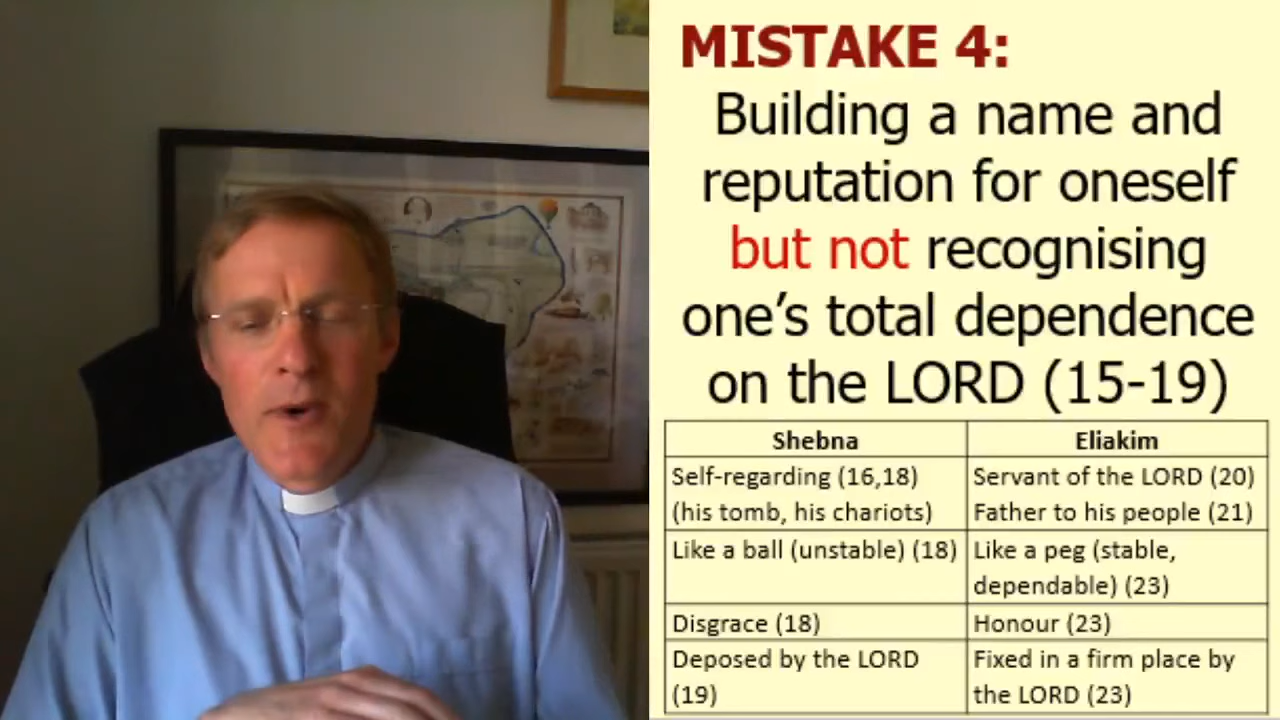 MISTAKE 4:
Building a name and
reputation for oneself
but not recognising
one's total dependence
on the LORD (15-19)
Shebna Eliakim
Self-regarding (16,18) Servant of the LORD (20)
(his tomb, his chariots) Father to his people (21)
Like a ball (unstable) (18) Like a peg (stable,
dependable) (23)
Disgrace (18) Honour (23)
Deposed by the LORD Fixed in a firm place by
(19) the LORD (23)